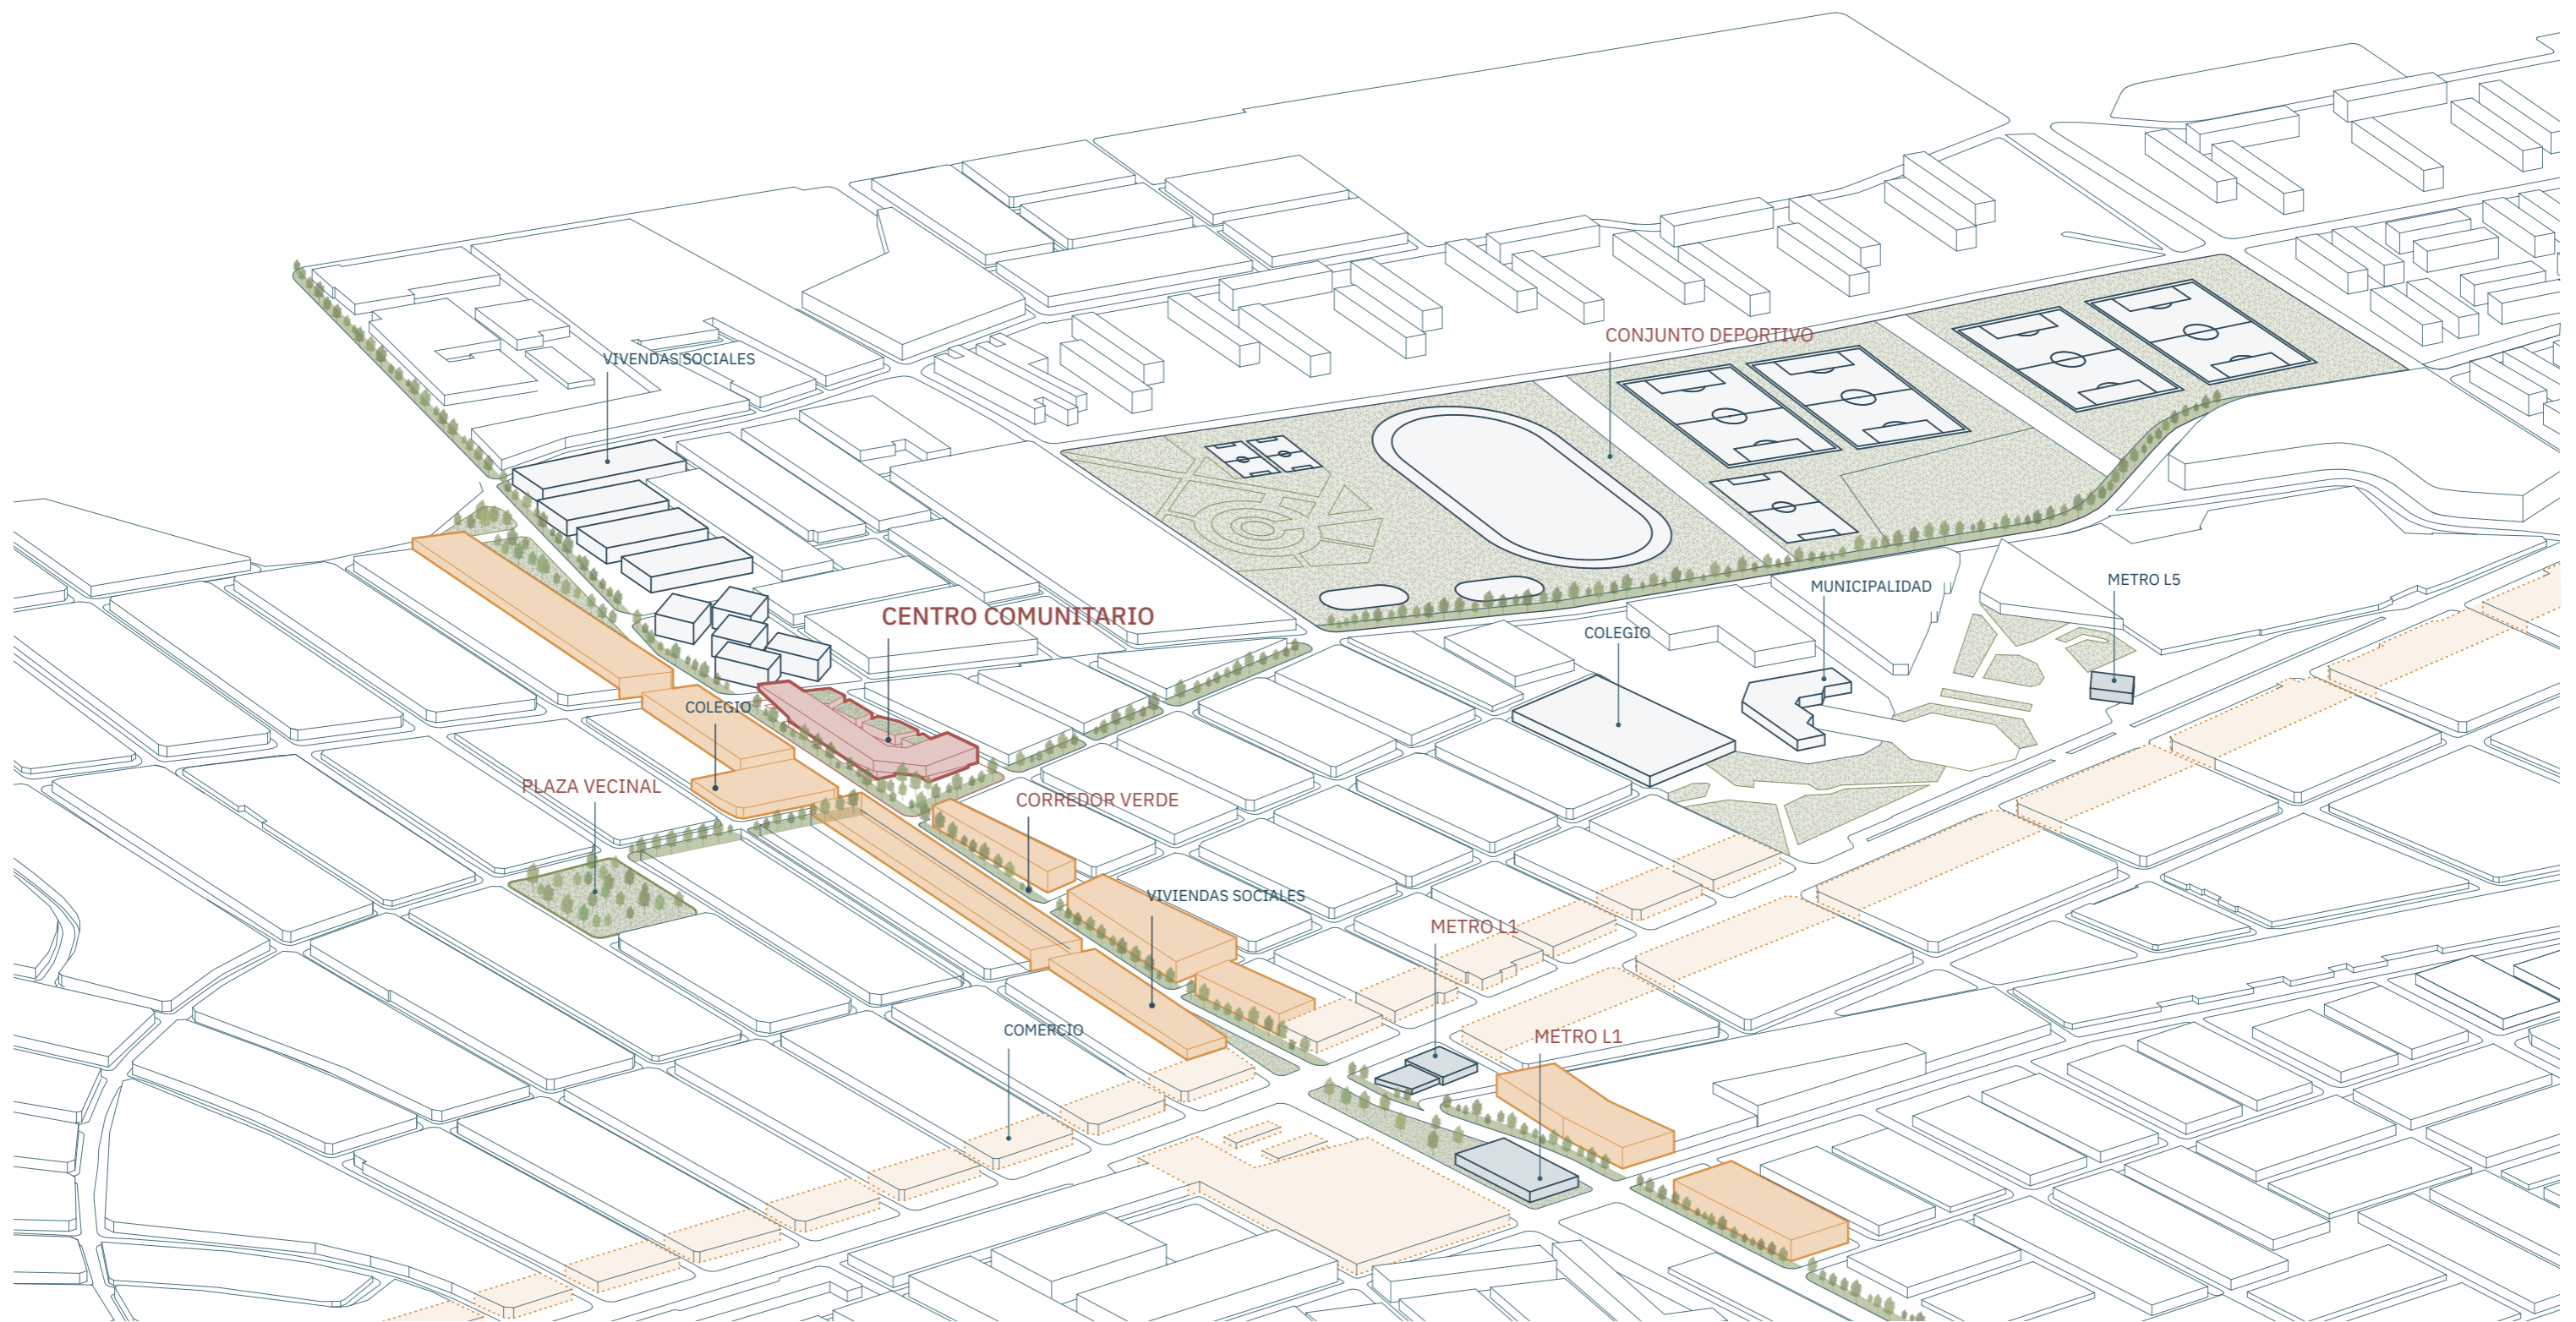 CONJUNTO DEPORTIVO
VIVENDAS SOCIALES
METRO L5
MUNICIPALIDAD
CENTRO COMUNITARIO
COLEGIO
COLEGIO
PLAZA VECINAL
CORREDOR VERDE
VIVIENDAS SOCIALES
METRO L1
COMERCIO
METRO L1